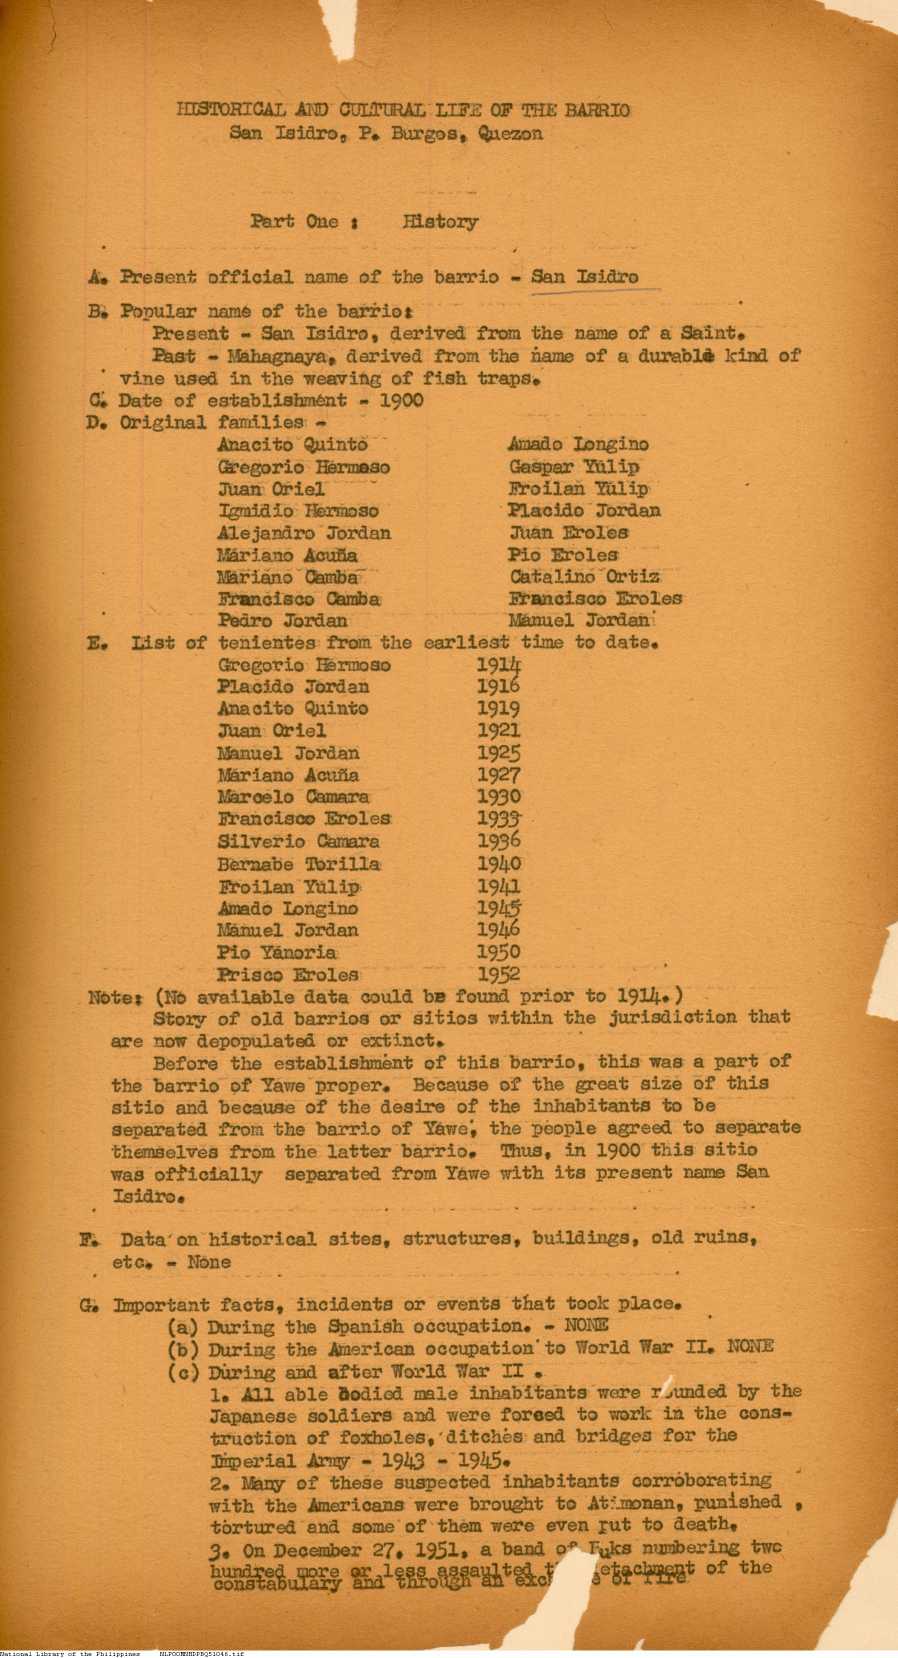 HISTORICAL AND CULTURAL LIFE OF THE BARRIO
San Isidro, P. Burgos, Quezon
Part One : History
A. Present official name of the barrio - San Isidro
B. Popular name of the barrio:
Present - San Isidro, derived from the name of a Saint.
Past - Mahagnaya, derived from the name of a durable kind of
vine used in the weaving of fish traps.
C. Date of establishment - 1900
D. Original families -
Anacito Quinto Amado Longino
Gregorio Hermoso Gaspar Yulip
Juan Oriel Froilan Yulip
Igmidio Hermoso Placido Jordan
Alejandro Jordan Juan Eroles
Mariano Acuña Pio Eroles
Mariano Camba Catalino Ortiz
Francisco Camba Francisco Eroles
Pedro Jordan Manuel Jordan
E. List of tenientes from the earliest time to date.
Gregorio Hermoso 1914
Placido Jordan 1916
Anacito Quinto 1919
Juan Oriel 1921
Manuel Jordan 1925
Mariano Acuña 1927
Marcelo Camara 1930
Francisco Eroles 1933
Silverio Camara 1936
Bernabe Torilla 1940
Froilan Yulip 1941
Amado Longino 1945
Manuel Jordan 1946
Pio Yanoria 1950
Prisco Eroles 1952
Note: (No available data could be found prior to 1914.)
Story of old barrios or sitios within the jurisdiction that
are now depopulated or extinct.
Before the establishment of this barrio, this was a part of
the barrio of Yawe proper. Because of the great size of this
sitio and because of the desire of the inhabitants to be
separated from the barrio of Yawe, the people agreed to separate
themselves from the latter barrio. Thus, in 1900 this sitio
was officially separated from Yawe with its present name San
Isidro.
F. Data on historical sites, structures, buildings, old ruins,
etc. - None
G. Important facts, incidents or events that took place.
(a) During the Spanish occupation. - NONE
(b) During the American occupation to World War II. NONE
(c) During and after World War II .
1. All able bodied male inhabitants were rounded by the
Japanese soldiers and were forced to work in the cons-
truction of foxholes, ditches and bridges for the
Imperial Army - 1943 - 1945.
2. Many of these suspected inhabitants corroborating
with the Americans were brought to Atimonan, punished ,
tortured and some of them were even put to death.
3. On December 27, 1951, a band of Huks numbering two
hundred more or less assaulted etachment of the
constabulary and through an of fire
National Library of the Philippines NLPOOMNHDPBQ51046.tif